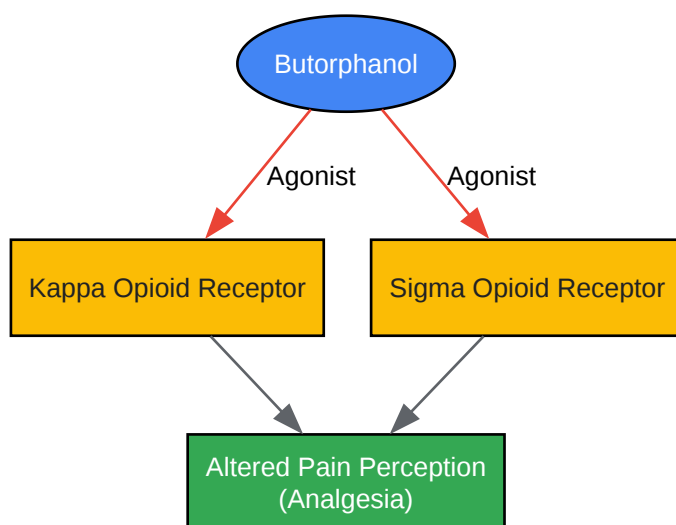 Butorphanol
Agonist
Agonist
Kappa Opioid Receptor
Sigma Opioid Receptor
Altered Pain Perception
(Analgesia)